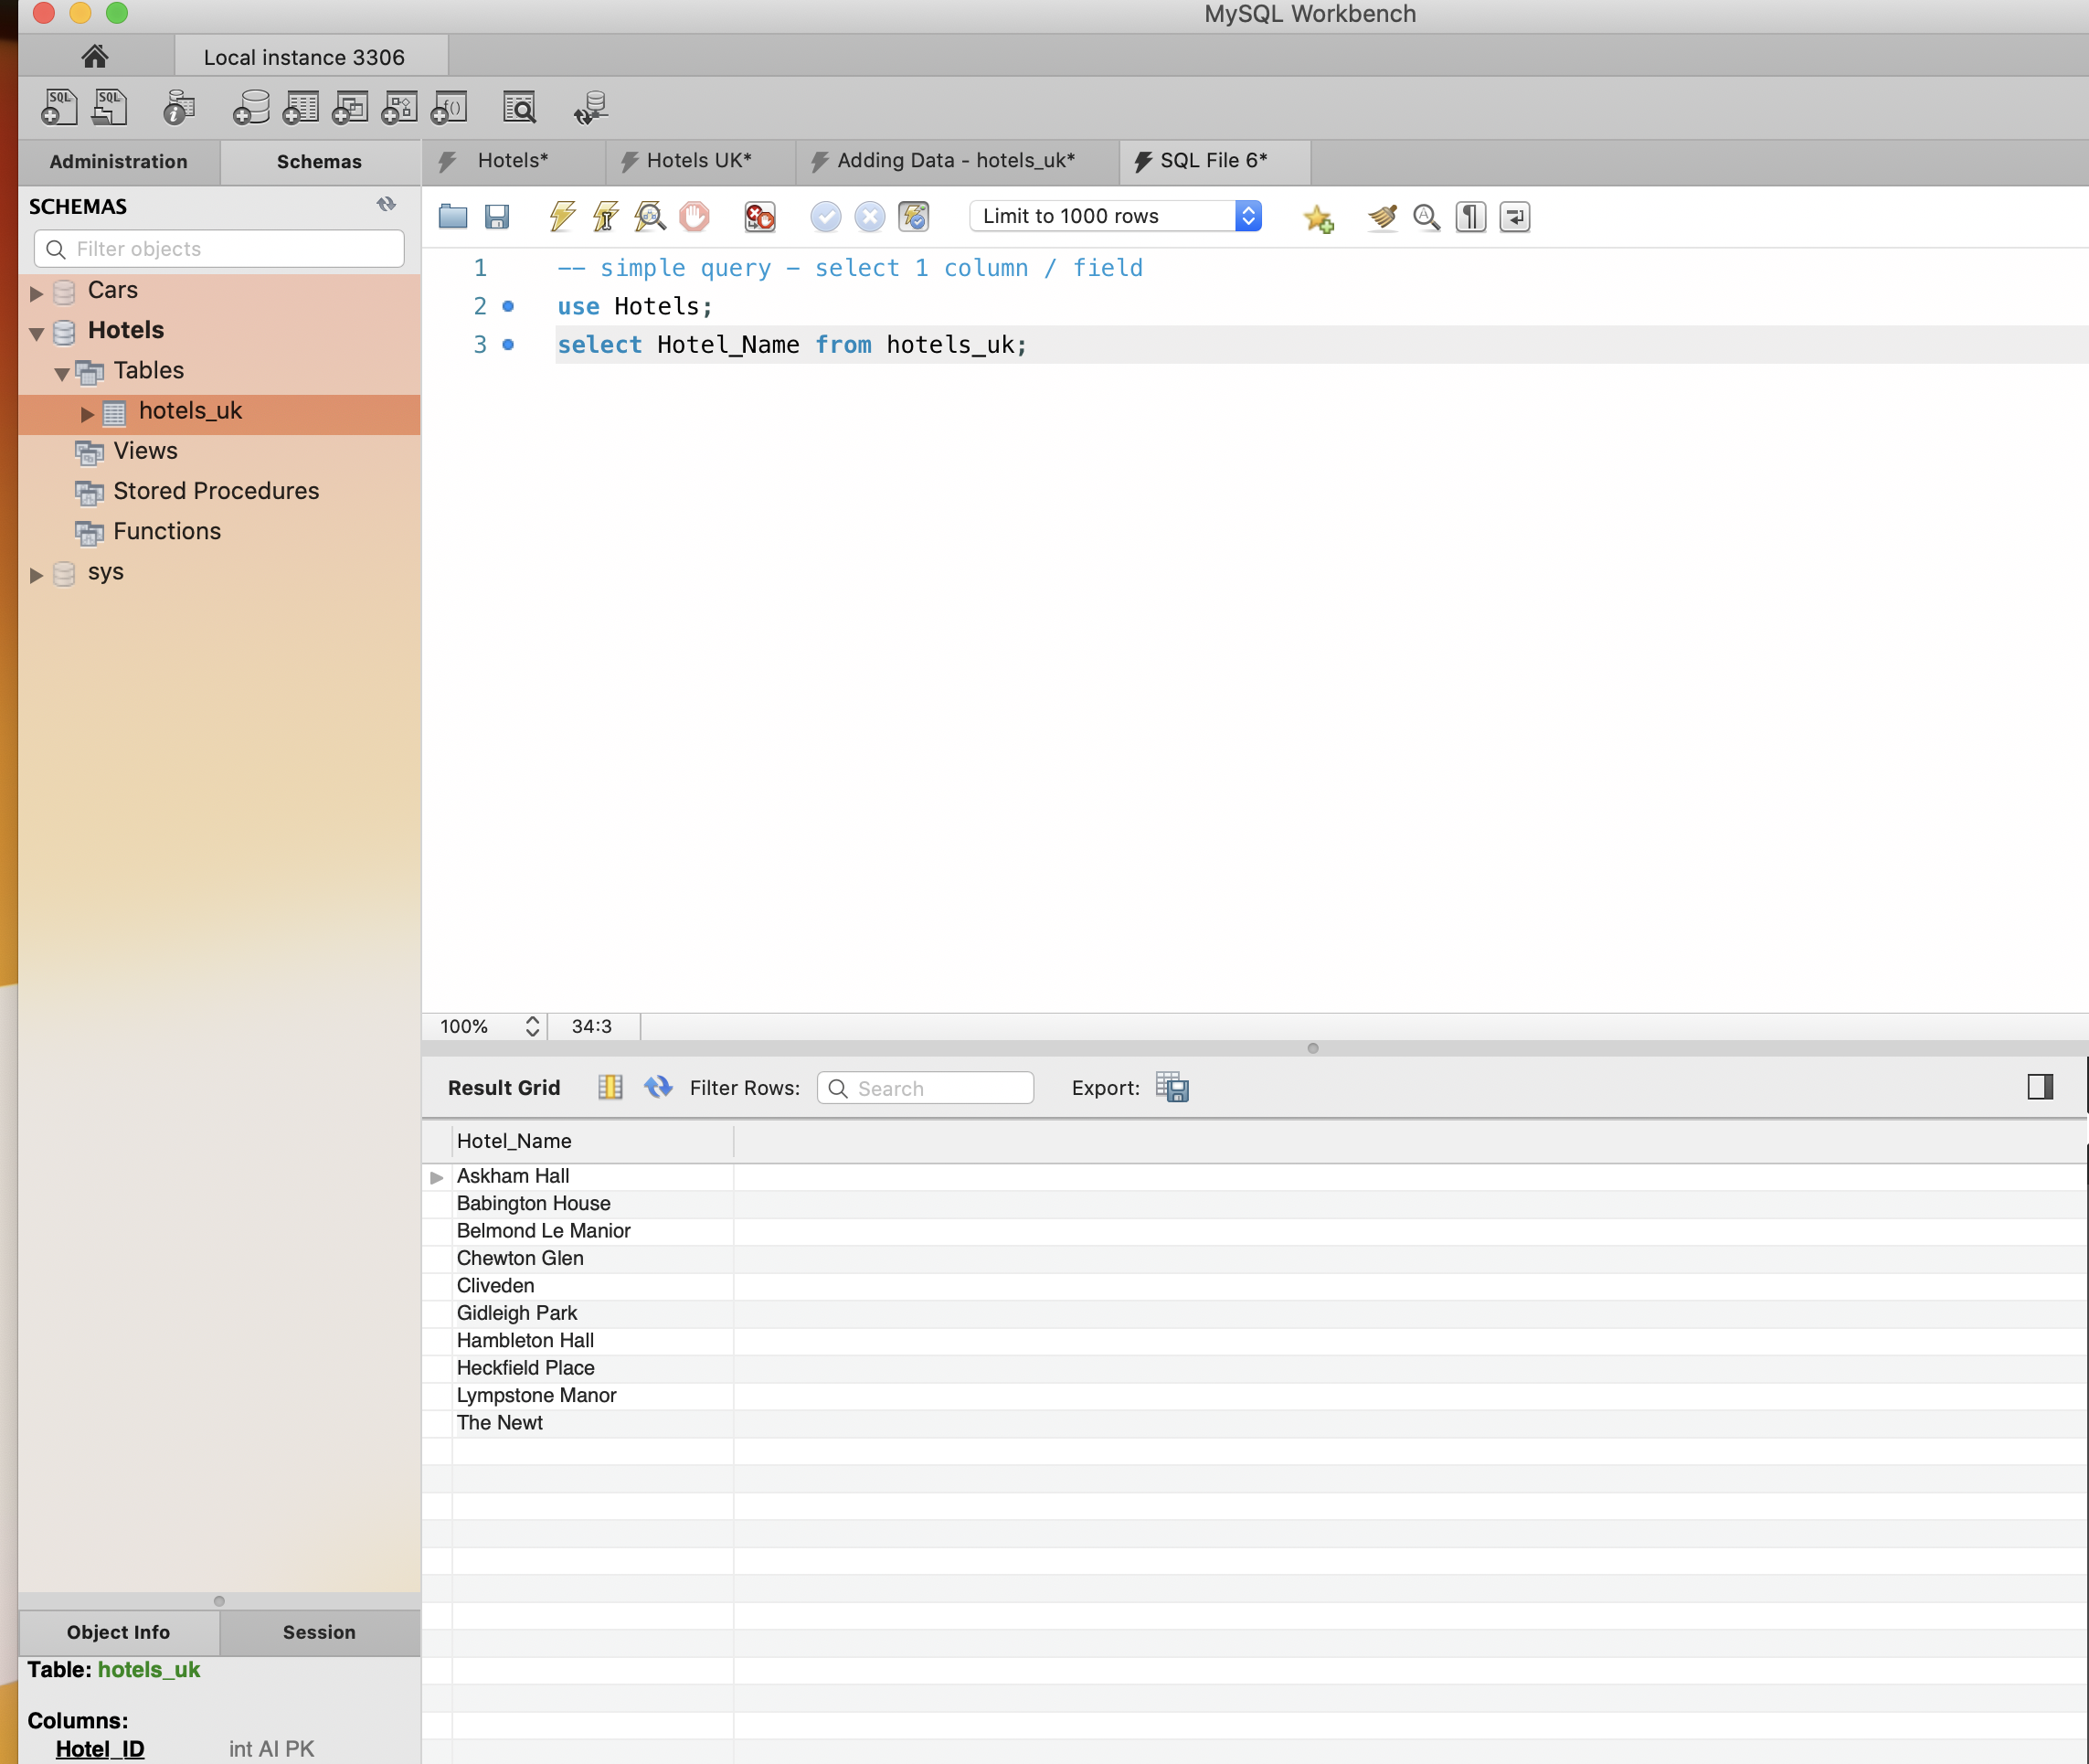 MySQL Workbench
Local instance 3306
SQL SQL f()
Administration Schemas
Hotels* Hotels UK* Adding Data - hotels_uk* SQL File 6*
SCHEMAS
Filter objects
Limit to 1000 rows
Cars
Hotels
Tables
hotels_uk
Views
Stored Procedures
Functions
sys
1 -- simple query - select 1 column / field
2 use Hotels;
3 select Hotel_Name from hotels_uk;
100% 34:3
Result Grid Filter Rows: Search Export:
Hotel_Name
Askham Hall
Babington House
Belmond Le Manior
Chewton Glen
Cliveden
Gidleigh Park
Hambleton Hall
Heckfield Place
Lympstone Manor
The Newt
Object Info Session
Table: hotels_uk
Columns:
Hotel_ID int AI PK